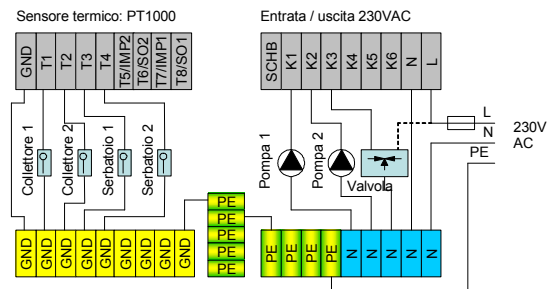 Sensore termico: PT1000
Entrata / uscita 230VAC
GND
T1
T2
T3
T4
T5/IMP2
T6/SO2
T7/IMP1
T8/SO1
SCHB
K1
K2
K3
K4
K5
K6
N
L
Collettore 1
Collettore 2
Serbatoio 1
Serbatoio 2
Pompa 1
Pompa 2
Valvola
L
N
PE
230V
AC
PE
PE
PE
PE
PE
GND
GND
GND
GND
GND
GND
GND
GND
PE
PE
PE
PE
N
N
N
N
N